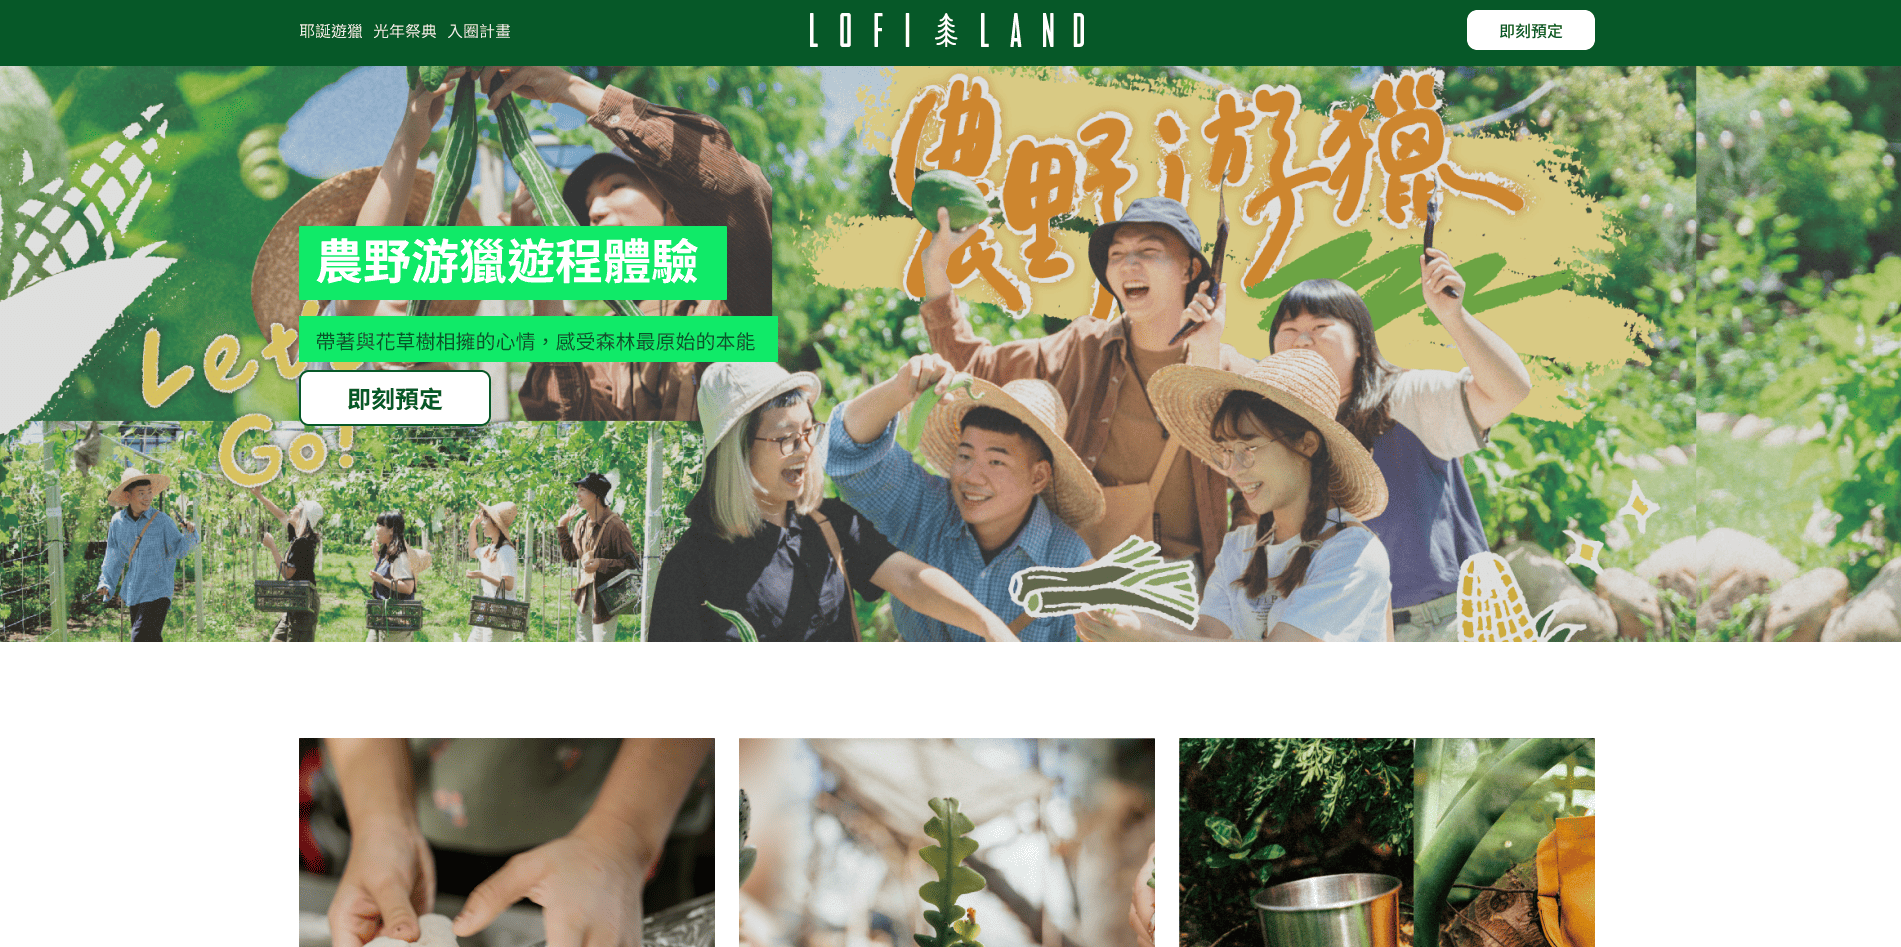 耶誕遊獵 光年祭典 入圈計畫
LOFI LAND
即刻預定
農野游獵
農野游獵遊程體驗
帶著與花草樹相擁的心情，感受森林最原始的本能
Let's
Go!
即刻預定